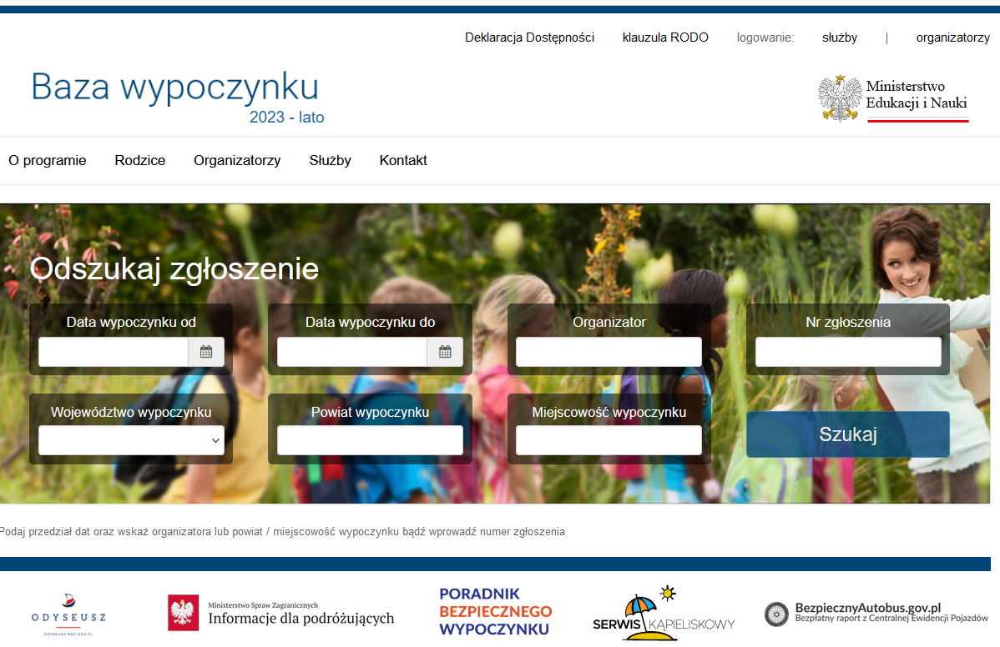 Deklaracja Dostępności klauzula RODO logowanie: służby | organizatorzy
Baza wypoczynku
2023 - lato
Ministerstwo
Edukacji i Nauki
O programie Rodzice Organizatorzy Służby Kontakt
Odszukaj zgłoszenie
Data wypoczynku od Data wypoczynku do Organizator Nr zgłoszenia
Województwo wypoczynku Powiat wypoczynku Miejscowość wypoczynku
Szukaj
Podaj przedział dat oraz wskaż organizatora lub powiat / miejscowość wypoczynku bądź wprowadź numer zgłoszenia
ODYSEUSZ
ODYSEUSZ.MSZ.GOV.PL
Ministerstwo Spraw Zagranicznych
Informacje dla podróżujących
PORADNIK
BEZPIECZNEGO
WYPOCZYNKU
SERWIS KĄPIELISKOWY
BezpiecznyAutobus.gov.pl
Bezpłatny raport z Centralnej Ewidencji Pojazdów